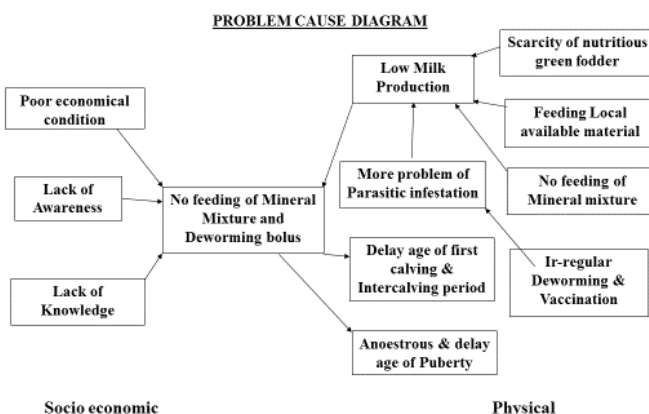 PROBLEM CAUSE DIAGRAM
Scarcity of nutritious
green fodder
Low Milk
Production
Poor economical
condition
Feeding Local
available material
More problem of
Parasitic infestation
No feeding of
Mineral mixture
Lack of
Awareness
No feeding of Mineral
Mixture and
Deworming bolus
Delay age of first
calving &
Intercalving period
Ir-regular
Deworming &
Vaccination
Lack of
Knowledge
Anoestrous & delay
age of Puberty
Socio economic
Physical